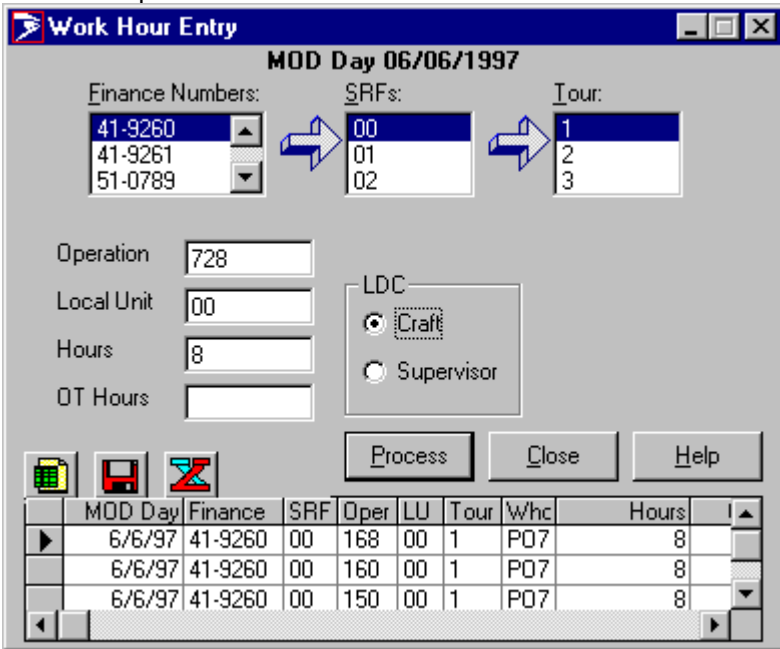 Work Hour Entry
MOD Day 06/06/1997
Finance Numbers: SRFs: Tour:
41-9260 00 1
41-9261 01 2
51-0789 02 3
Operation 728
LDC
Local Unit 00
Craft
Hours 8
Supervisor
OT Hours
Process Close Help
MOD Day Finance SRF Oper LU Tour Whc Hours
6/6/97 41-9260 00 168 00 1 P07 8
6/6/97 41-9260 00 160 00 1 P07 8
6/6/97 41-9260 00 150 00 1 P07 8